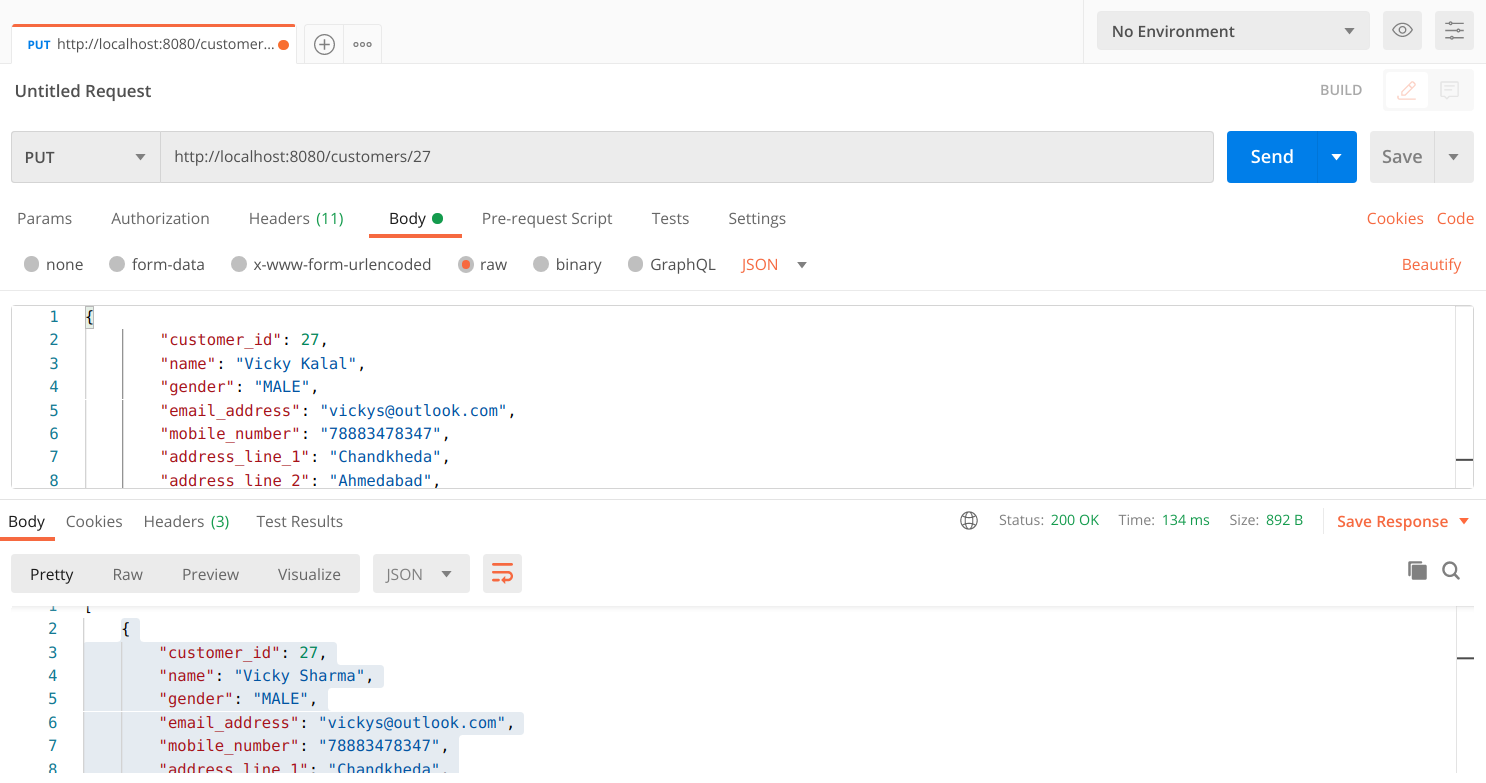 PUT http://localhost:8080/customer...
No Environment
Untitled Request
BUILD
PUT
http://localhost:8080/customers/27
Send
Save
Params Authorization Headers (11) Body Pre-request Script Tests Settings Cookies Code
none form-data x-www-form-urlencoded raw binary GraphQL JSON Beautify
1 {
2 "customer_id": 27,
3 "name": "Vicky Kalal",
4 "gender": "MALE",
5 "email_address": "vickys@outlook.com",
6 "mobile_number": "78883478347",
7 "address_line_1": "Chandkheda",
8 "address_line_2": "Ahmedabad",
Body Cookies Headers (3) Test Results Status: 200 OK Time: 134 ms Size: 892 B Save Response
Pretty Raw Preview Visualize JSON
1 [
2 {
3 "customer_id": 27,
4 "name": "Vicky Sharma",
5 "gender": "MALE",
6 "email_address": "vickys@outlook.com",
7 "mobile_number": "78883478347",
8 "address_line_1": "Chandkheda",